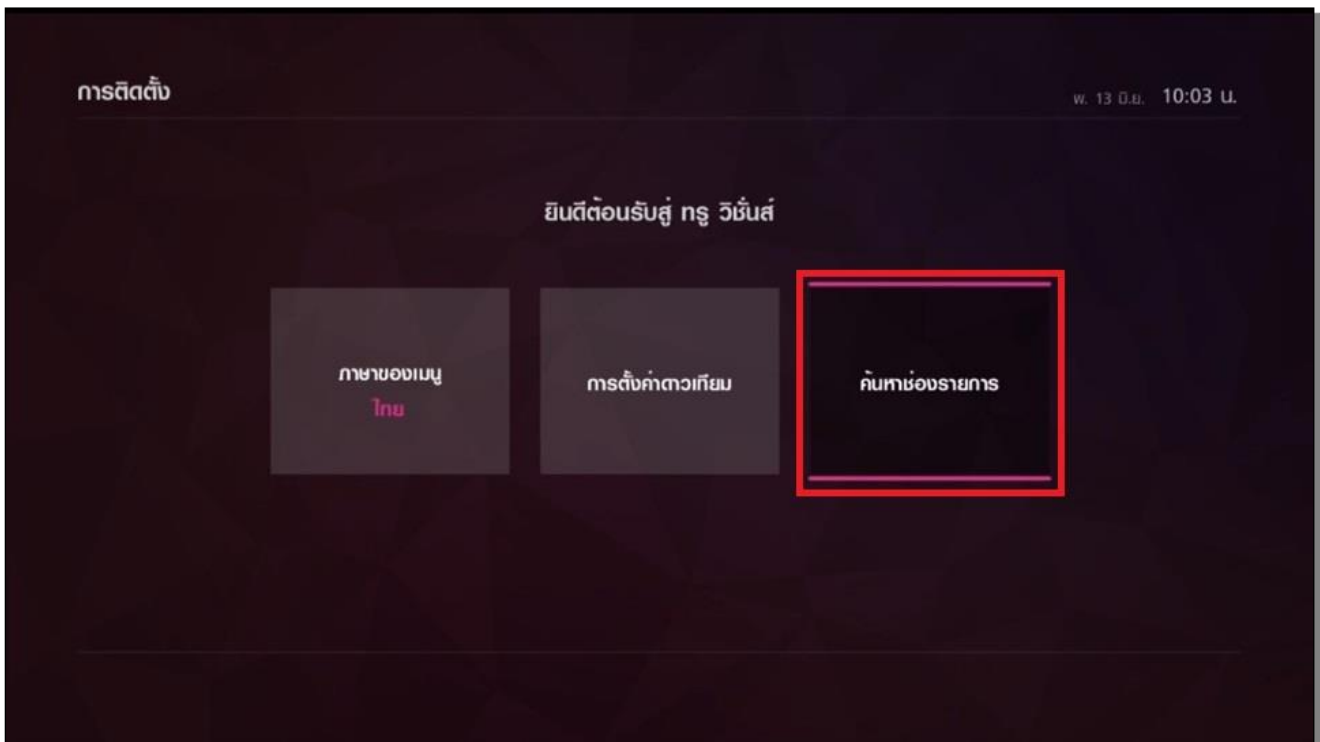 การติดตั้ง
พ. 13 มิ.ย. 10:03 น.
ยินดีต้อนรับสู่ ทรู วิชั่นส์
ภาษาของเมนู
ไทย
การตั้งค่าดาวเทียม
ค้นหาช่องรายการ